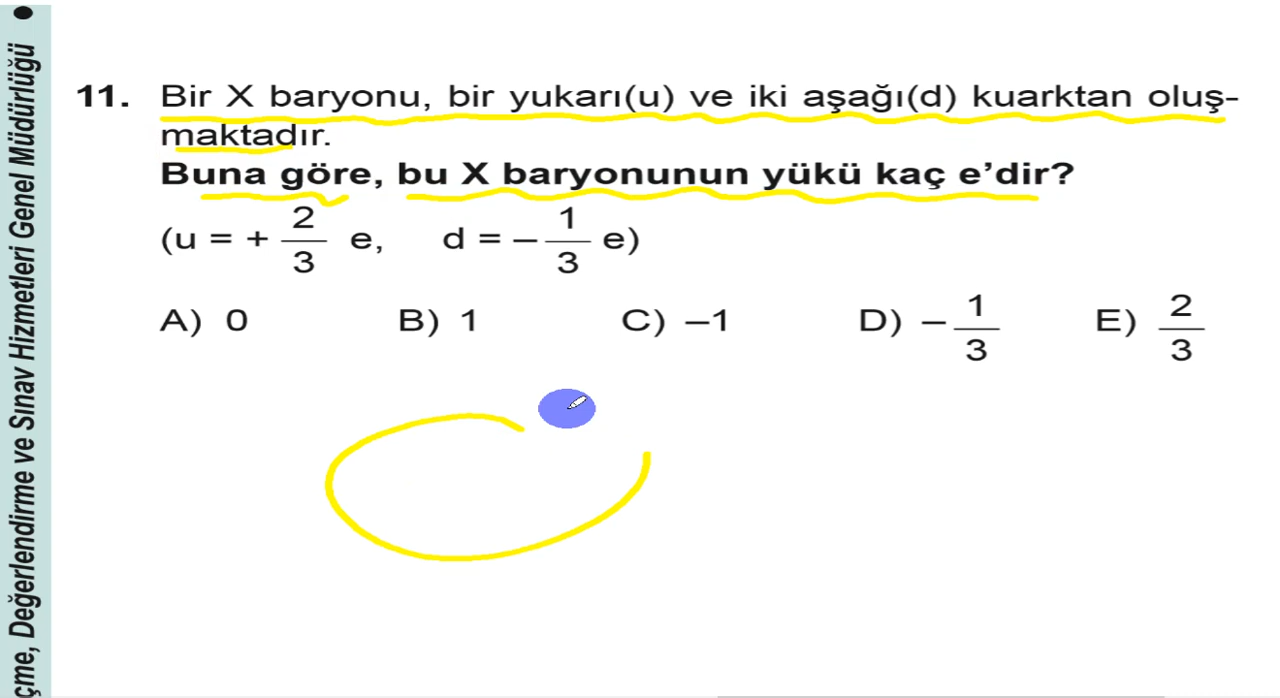 çme, Değerlendirme ve Sınav Hizmetleri Genel Müdürlüğü ●
11. Bir X baryonu, bir yukarı(u) ve iki aşağı(d) kuarktan oluş-
maktadır.
Buna göre, bu X baryonunun yükü kaç e’dir?
(u = + 2/3 e, d = – 1/3 e)
A) 0 B) 1 C) –1 D) – 1/3 E) 2/3